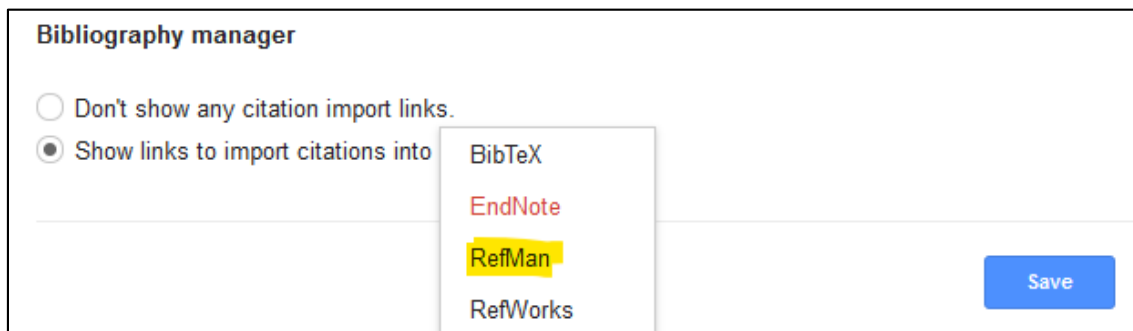 Bibliography manager
Don't show any citation import links.
Show links to import citations into
BibTeX
EndNote
RefMan
RefWorks
Save